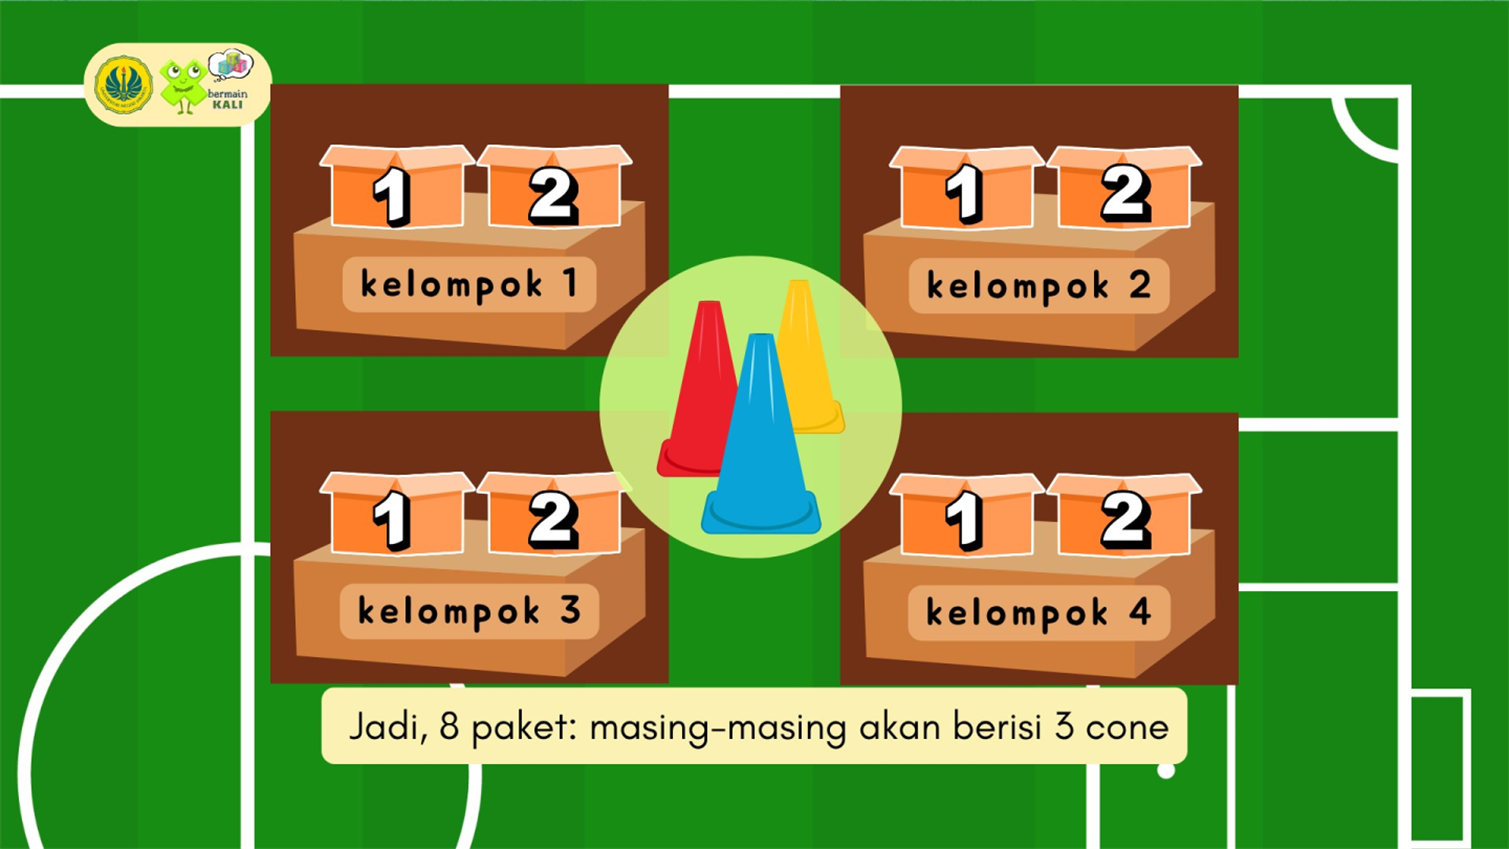 bermain
KALI
1 2
kelompok 1
1 2
kelompok 2
1 2
kelompok 3
1 2
kelompok 4
Jadi, 8 paket: masing-masing akan berisi 3 cone